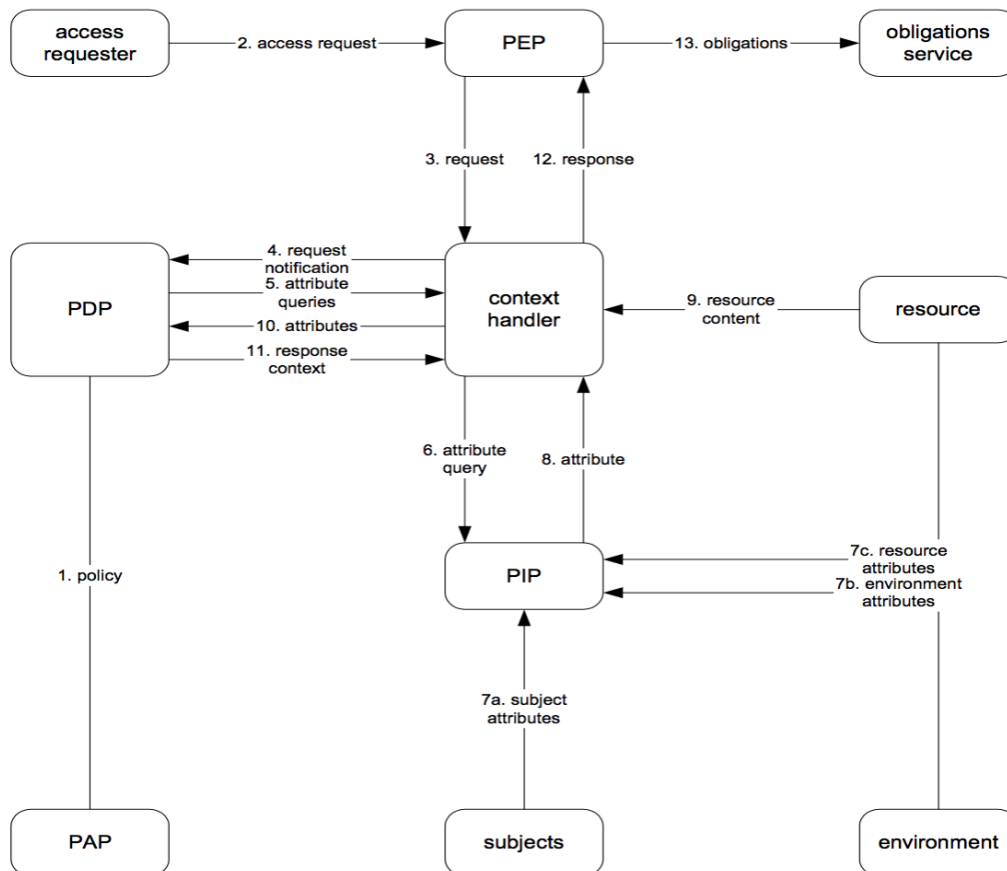 access
requester
2. access request
PEP
13. obligations
obligations
service
3. request
12. response
PDP
4. request
notification
5. attribute
queries
10. attributes
11. response
context
context
handler
9. resource
content
resource
6. attribute
query
8. attribute
1. policy
PIP
7c. resource
attributes
7b. environment
attributes
7a. subject
attributes
PAP
subjects
environment